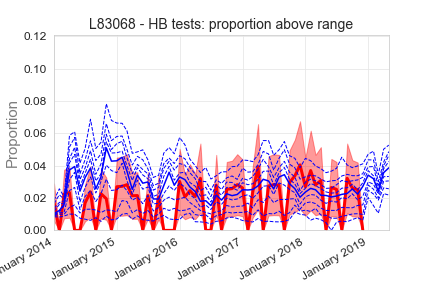 L83068 - HB tests: proportion above range
Proportion
0.12
0.10
0.08
0.06
0.04
0.02
0.00
nuary 2014
January 2015
January 2016
January 2017
January 2018
January 2019